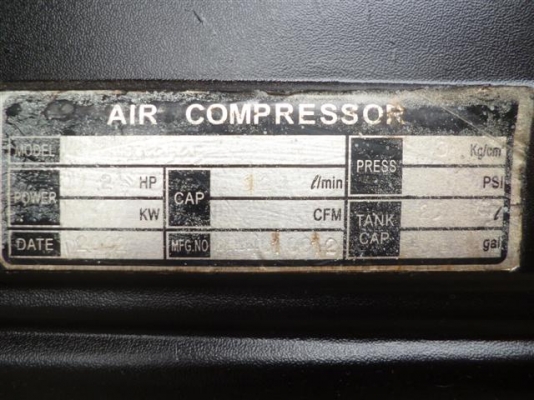 AIR COMPRESSOR
MODEL
PRESS Kg/cm
PSI
POWER HP
KW
CAP l/min
CFM
TANK CAP l
gal
DATE
MFG.NO